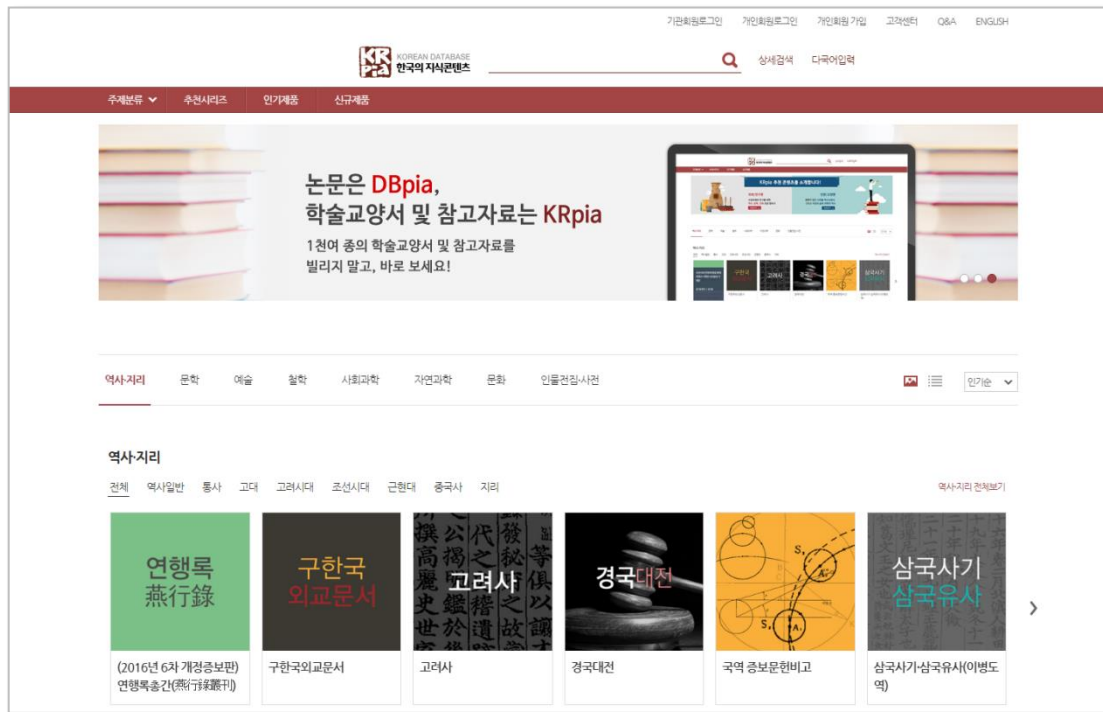 기관회원로그인 개인회원로그인 개인회원 가입 고객센터 Q&A ENGLISH
KRpia KOREAN DATABASE
한국의 지식콘텐츠
상세검색 다국어입력
주제분류 추천시리즈 인기제품 신규제품
논문은 DBpia,
학술교양서 및 참고자료는 KRpia
1천여 종의 학술교양서 및 참고자료를
빌리지 말고, 바로 보세요!
역사·지리 문학 예술 철학 사회과학 자연과학 문화 인물전집·사전 인기순
역사·지리
전체 역사일반 통사 고대 고려시대 조선시대 근현대 중국사 지리 역사·지리 전체보기
연행록
燕行錄
구한국
외교문서
고려사
경국대전
삼국사기
삼국유사
(2016년 6차 개정증보판)
연행록총간(燕行錄叢刊)
구한국외교문서
고려사
경국대전
국역 증보문헌비고
삼국사기·삼국유사(이병도
역)